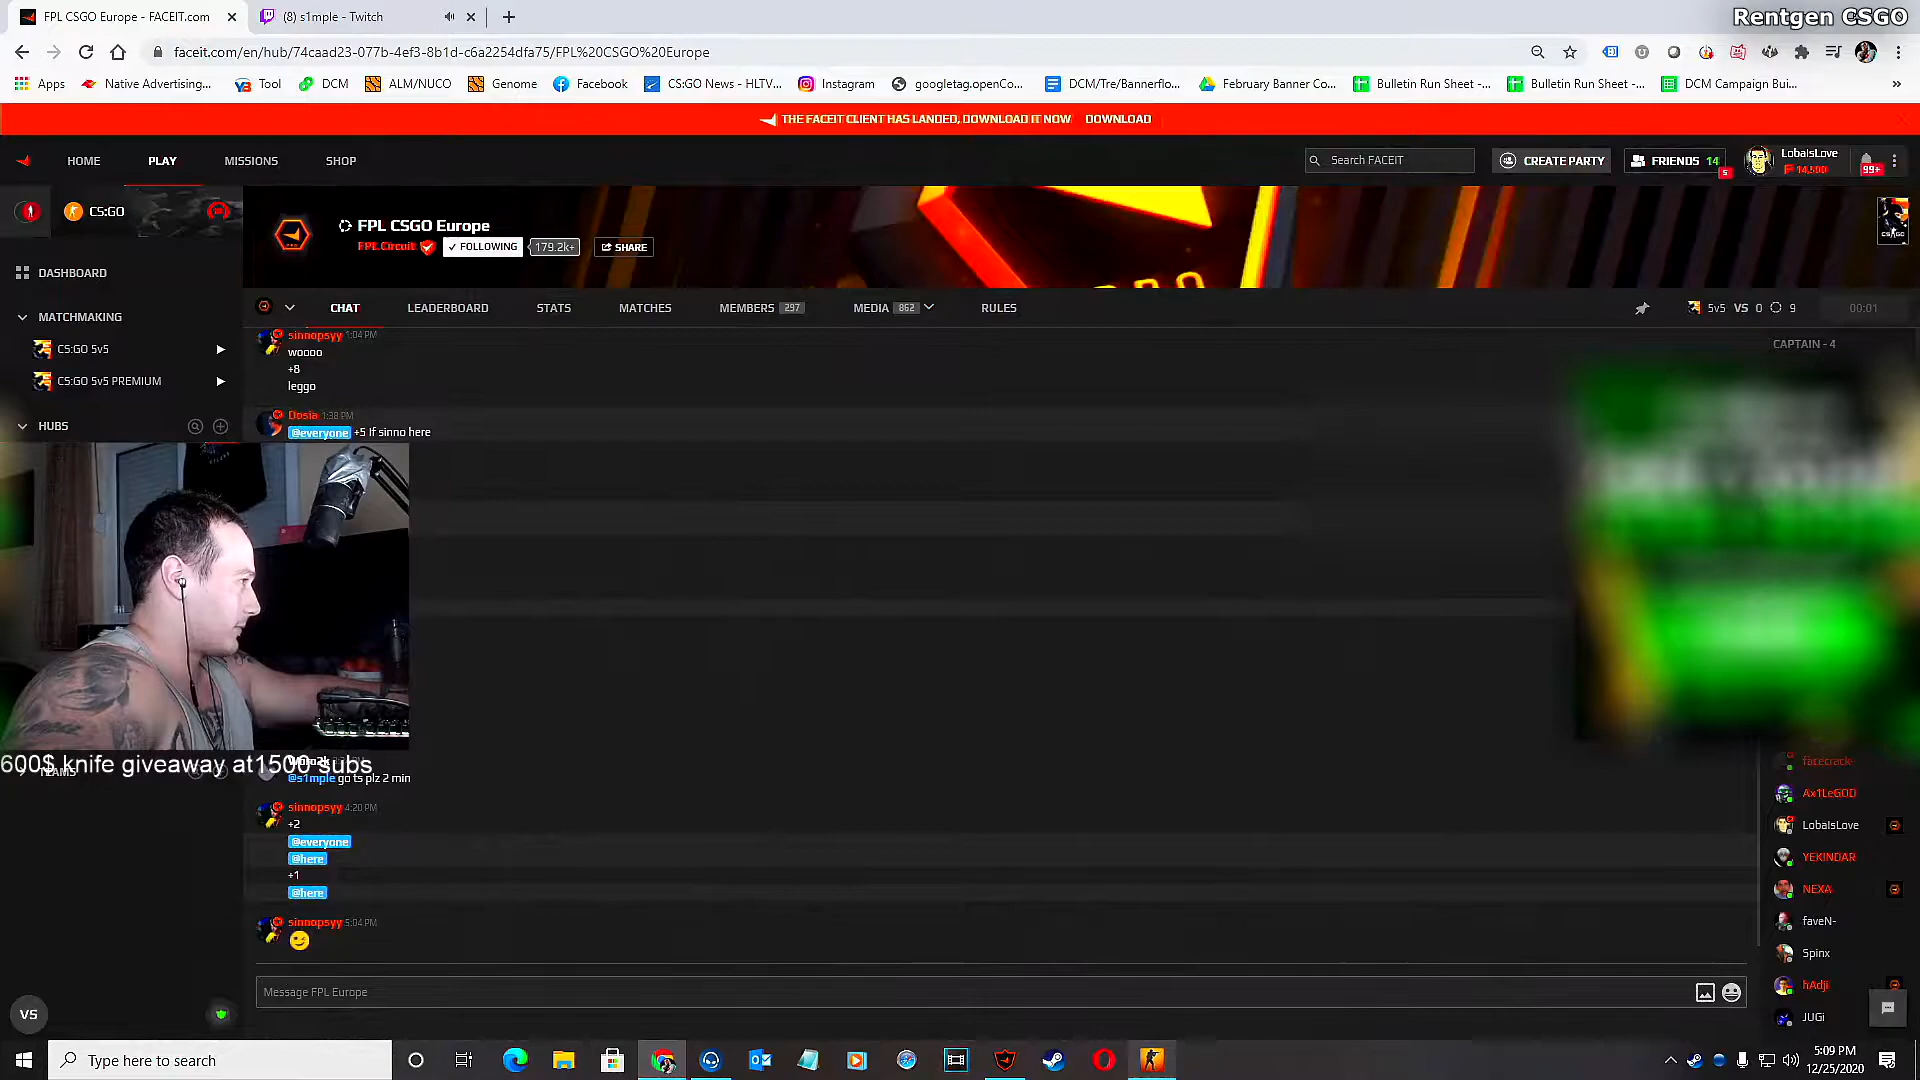 FPL CSGO Europe - FACEIT.com
(8) s1mple - Twitch
Rentgen CSGO
faceit.com/en/hub/74caad23-077b-4ef3-8b1d-c6a2254dfa75/FPL%20CSGO%20Europe
Apps
Native Advertising...
Tool
DCM
ALM/NUCO
Genome
Facebook
CS:GO News - HLTV...
Instagram
googletag.openCo...
DCM/Tre/Bannerflo...
February Banner Co...
Bulletin Run Sheet -...
Bulletin Run Sheet -...
DCM Campaign Bui...
THE FACEIT CLIENT HAS LANDED, DOWNLOAD IT NOW DOWNLOAD
HOME
PLAY
MISSIONS
SHOP
Search FACEIT
CREATE PARTY
FRIENDS 14
5
LobaIsLove
14,500
99+
CS:GO
FPL CSGO Europe
FPL Circuit
FOLLOWING
179.2k+
SHARE
CS:GO
DASHBOARD
MATCHMAKING
CS:GO 5v5
CS:GO 5v5 PREMIUM
HUBS
CHAT
LEADERBOARD
STATS
MATCHES
MEMBERS 297
MEDIA 862
RULES
5v5 VS 0 9
00:01
CAPTAIN - 4
sinnopsyy 1:04 PM
woooo
+8
leggo
Dosia 1:38 PM
@everyone +5 If sinno here
600$ knife giveaway at1500 subs
TEAMS
@s1mple go ts plz 2 min
sinnopsyy 4:20 PM
+2
@everyone
@here
+1
@here
sinnopsyy 5:04 PM
Message FPL Europe
facecrack-
Ax1LeGOD
LobaIsLove
YEKINDAR
NEXA
faveN-
Spinx
hAdji
JUGi
VS
Type here to search
5:09 PM
12/25/2020